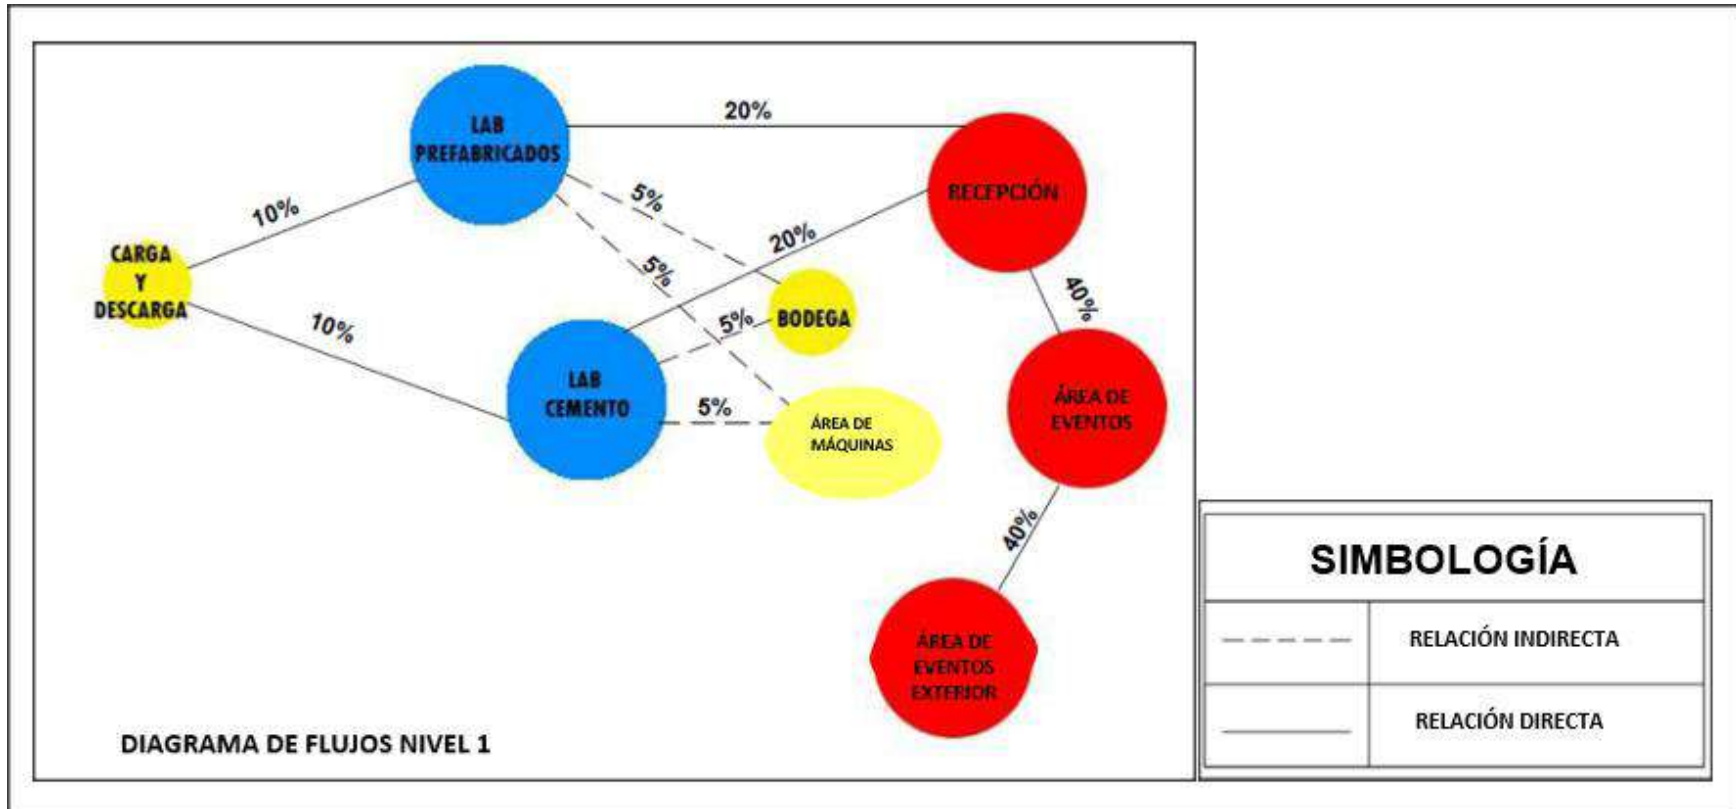 LAB
PREFABRICADOS
20%
RECEPCIÓN
5%
10%
20%
CARGA
Y
DESCARGA
5%
40%
10%
5%
BODEGA
LAB
CEMENTO
5%
ÁREA DE
MÁQUINAS
ÁREA DE
EVENTOS
40%
ÁREA DE
EVENTOS
EXTERIOR
DIAGRAMA DE FLUJOS NIVEL 1
SIMBOLOGÍA
RELACIÓN INDIRECTA
RELACIÓN DIRECTA